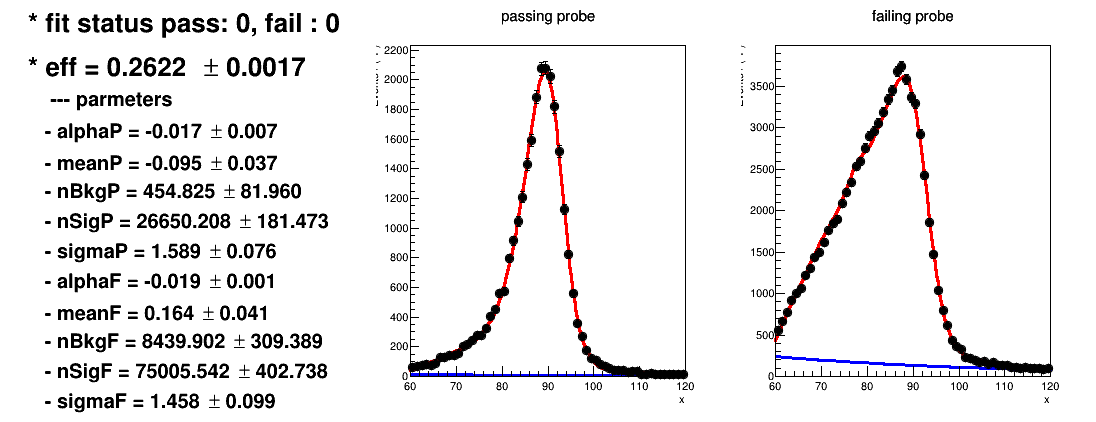 * fit status pass: 0, fail : 0
* eff = 0.2622 ± 0.0017
--- parmeters
- alphaP = -0.017 ± 0.007
- meanP = -0.095 ± 0.037
- nBkgP = 454.825 ± 81.960
- nSigP = 26650.208 ± 181.473
- sigmaP = 1.589 ± 0.076
- alphaF = -0.019 ± 0.001
- meanF = 0.164 ± 0.041
- nBkgF = 8439.902 ± 309.389
- nSigF = 75005.542 ± 402.738
- sigmaF = 1.458 ± 0.099
passing probe
2200
2000
1800
1600
1400
1200
1000
800
600
400
200
0
60 70 80 90 100 110 120
x
failing probe
3500
3000
2500
2000
1500
1000
500
0
60 70 80 90 100 110 120
x